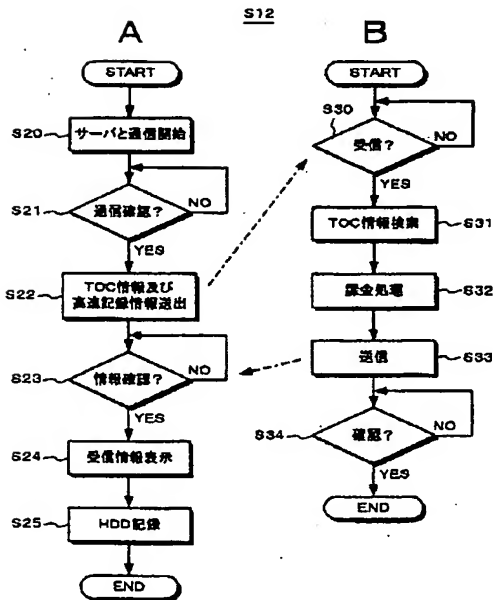 S12
A
START
S20
サーバと通信開始
S21
通信確認?
NO
YES
S22
TOC情報及び
高速記録情報送出
S23
情報確認?
NO
YES
S24
受信情報表示
S25
HDD記録
END
B
START
S30
受信?
NO
YES
TOC情報検索
S31
課金処理
S32
送信
S33
S34
確認?
NO
YES
END